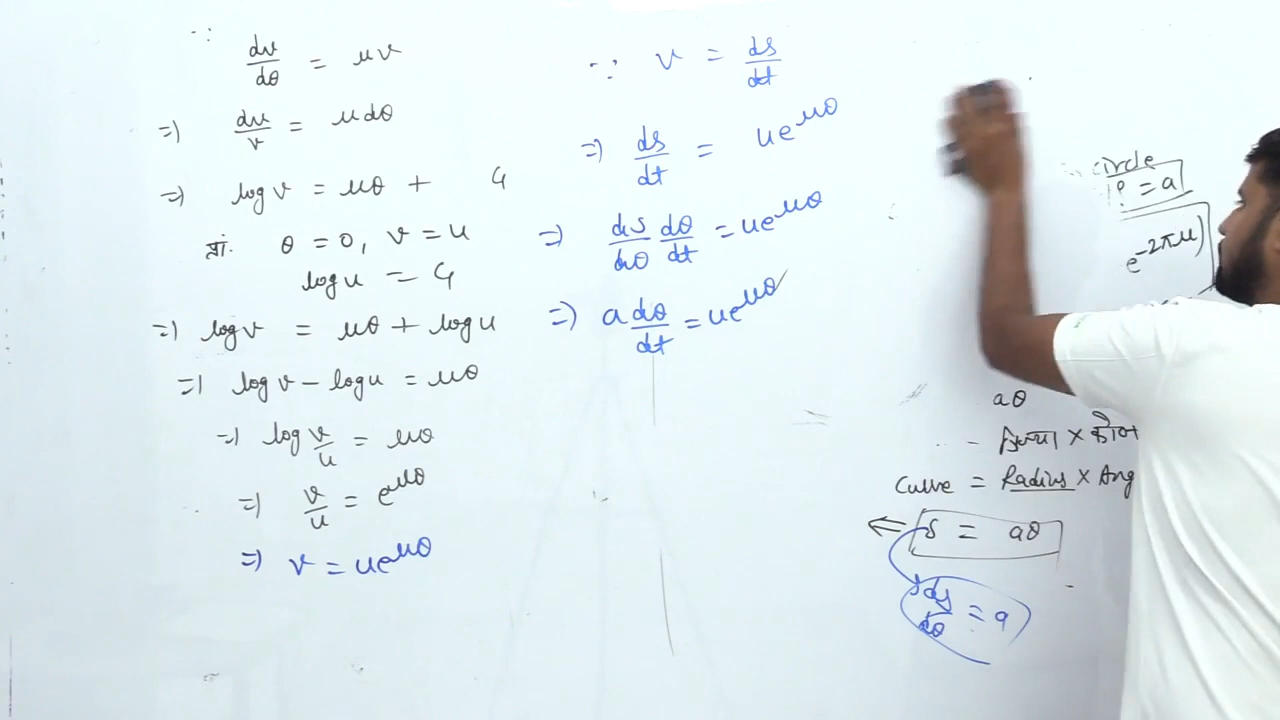 ∵
dv/dθ = μv
=) dv/v = μdθ
=) log v = μθ + C₁
θ = 0, v = u
log u = C₁
=) log v = μθ + log u
=) log v - log u = μθ
=) log v/u = μθ
=) v/u = e^μθ
=) v = ue^μθ
∵ v = ds/dt
=) ds/dt = ue^μθ
=) ds/dθ dθ/dt = ue^μθ
=) a dθ/dt = ue^μθ
circle
= a
e^-2πμ)
aθ
= त्रिज्या × कोण
Curve = Radius × Ang
⇐ s = aθ
ds/dθ = a